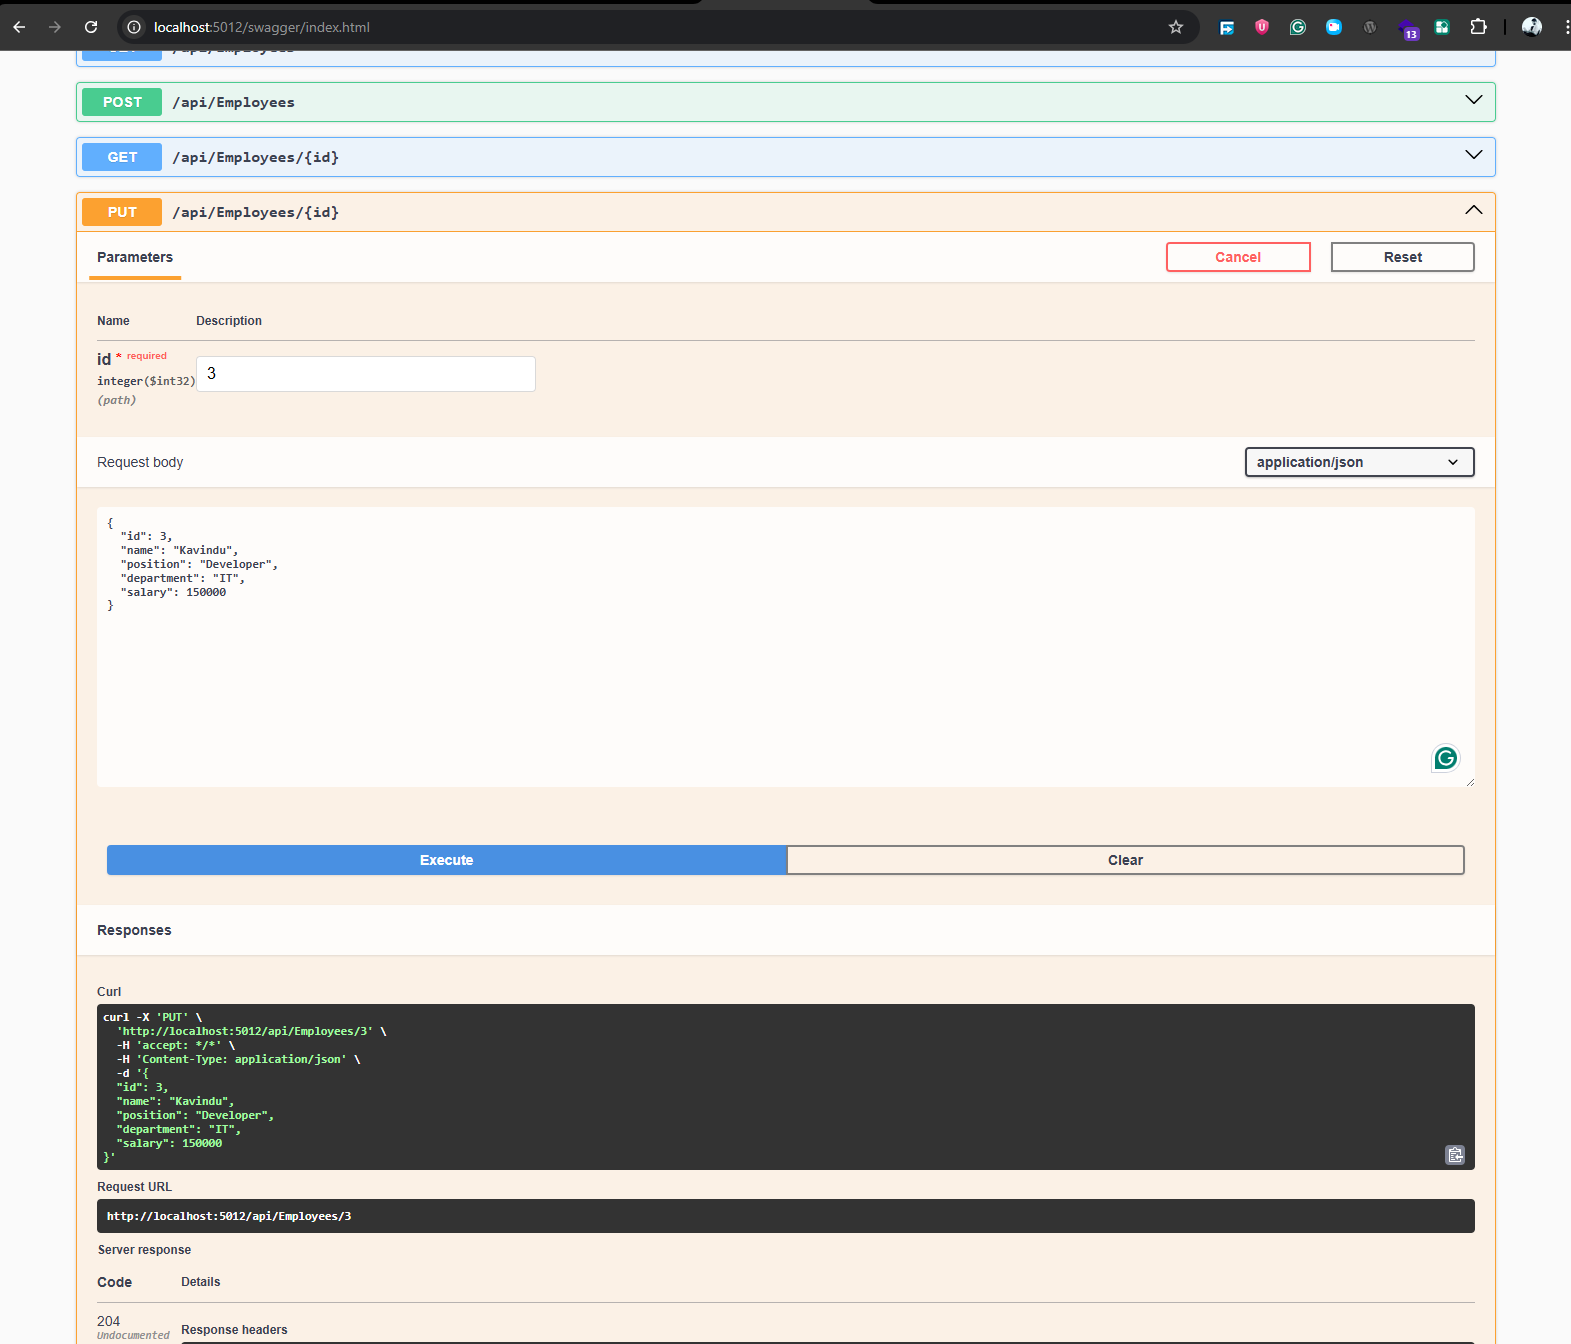 localhost:5012/swagger/index.html
13
POST /api/Employees
GET /api/Employees/{id}
PUT /api/Employees/{id}
Parameters
Cancel
Reset
Name Description
id * required
integer($int32)
(path)
3
Request body
application/json
{
"id": 3,
"name": "Kavindu",
"position": "Developer",
"department": "IT",
"salary": 150000
}
Execute
Clear
Responses
Curl
curl -X 'PUT' \
'http://localhost:5012/api/Employees/3' \
-H 'accept: */*' \
-H 'Content-Type: application/json' \
-d '{
"id": 3,
"name": "Kavindu",
"position": "Developer",
"department": "IT",
"salary": 150000
}'
Request URL
http://localhost:5012/api/Employees/3
Server response
Code Details
204
Undocumented
Response headers